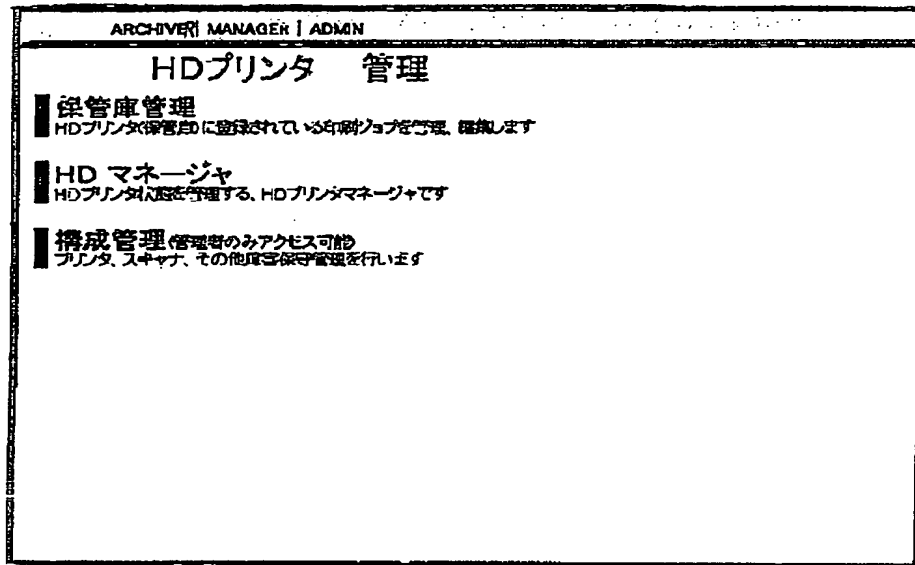 ARCHIVER| MANAGER | ADMIN
HDプリンタ 管理
保管庫管理
HDプリンタ(保管庫)に登録されている印刷ジョブを管理、編集します
HD マネージャ
HDプリンタ状態を管理する、HDプリンタマネージャです
構成管理(管理者のみアクセス可能)
プリンタ、スキャナ、その他障害保守管理を行います